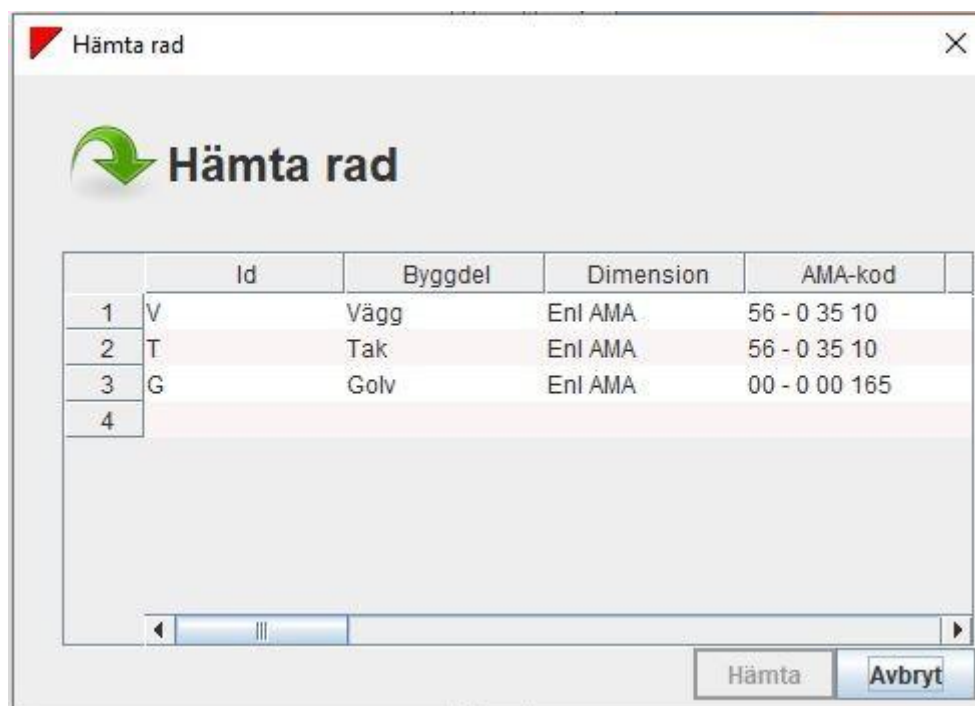 Hämta rad
Hämta rad
Id Byggdel Dimension AMA-kod
1 V Vägg Enl AMA 56 - 0 35 10
2 T Tak Enl AMA 56 - 0 35 10
3 G Golv Enl AMA 00 - 0 00 165
4
Hämta Avbryt